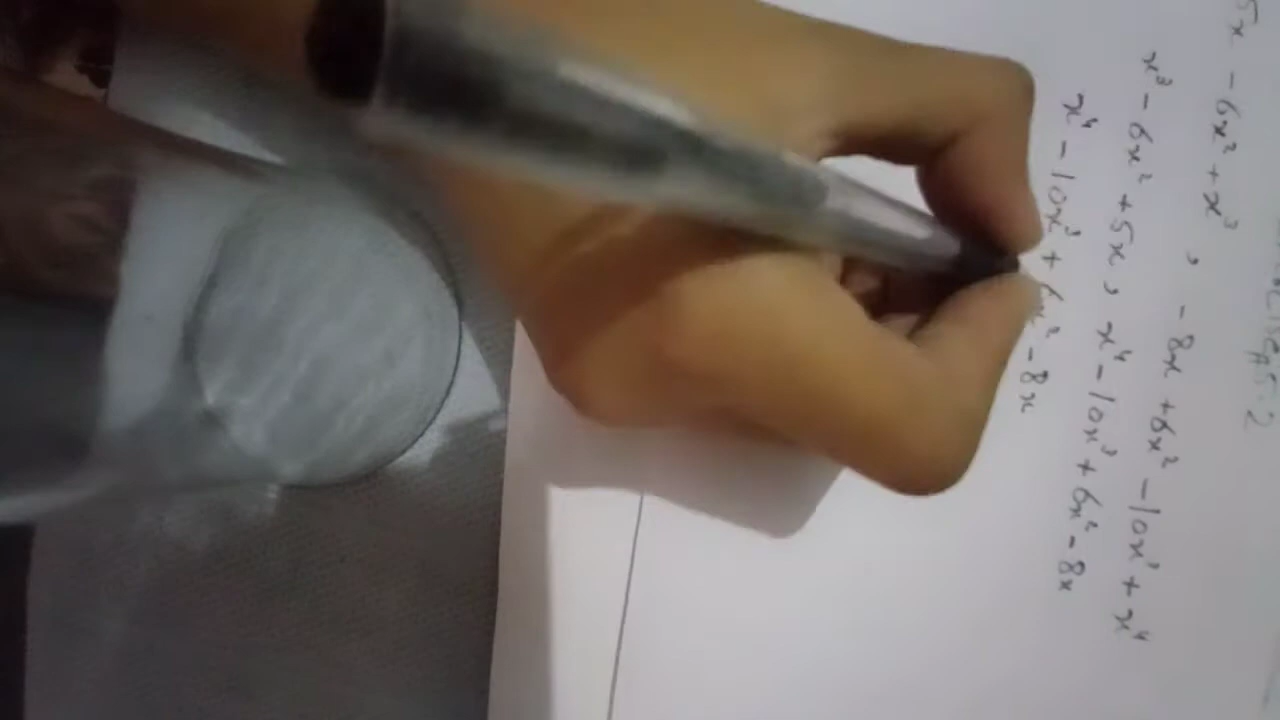 5x - 6x² + x³ , -8x + 6x² - 10x³ + x⁴
x³ - 6x² + 5x , x⁴ - 10x³ + 6x² - 8x
x⁴ - 10x³ + 6x² - 8x